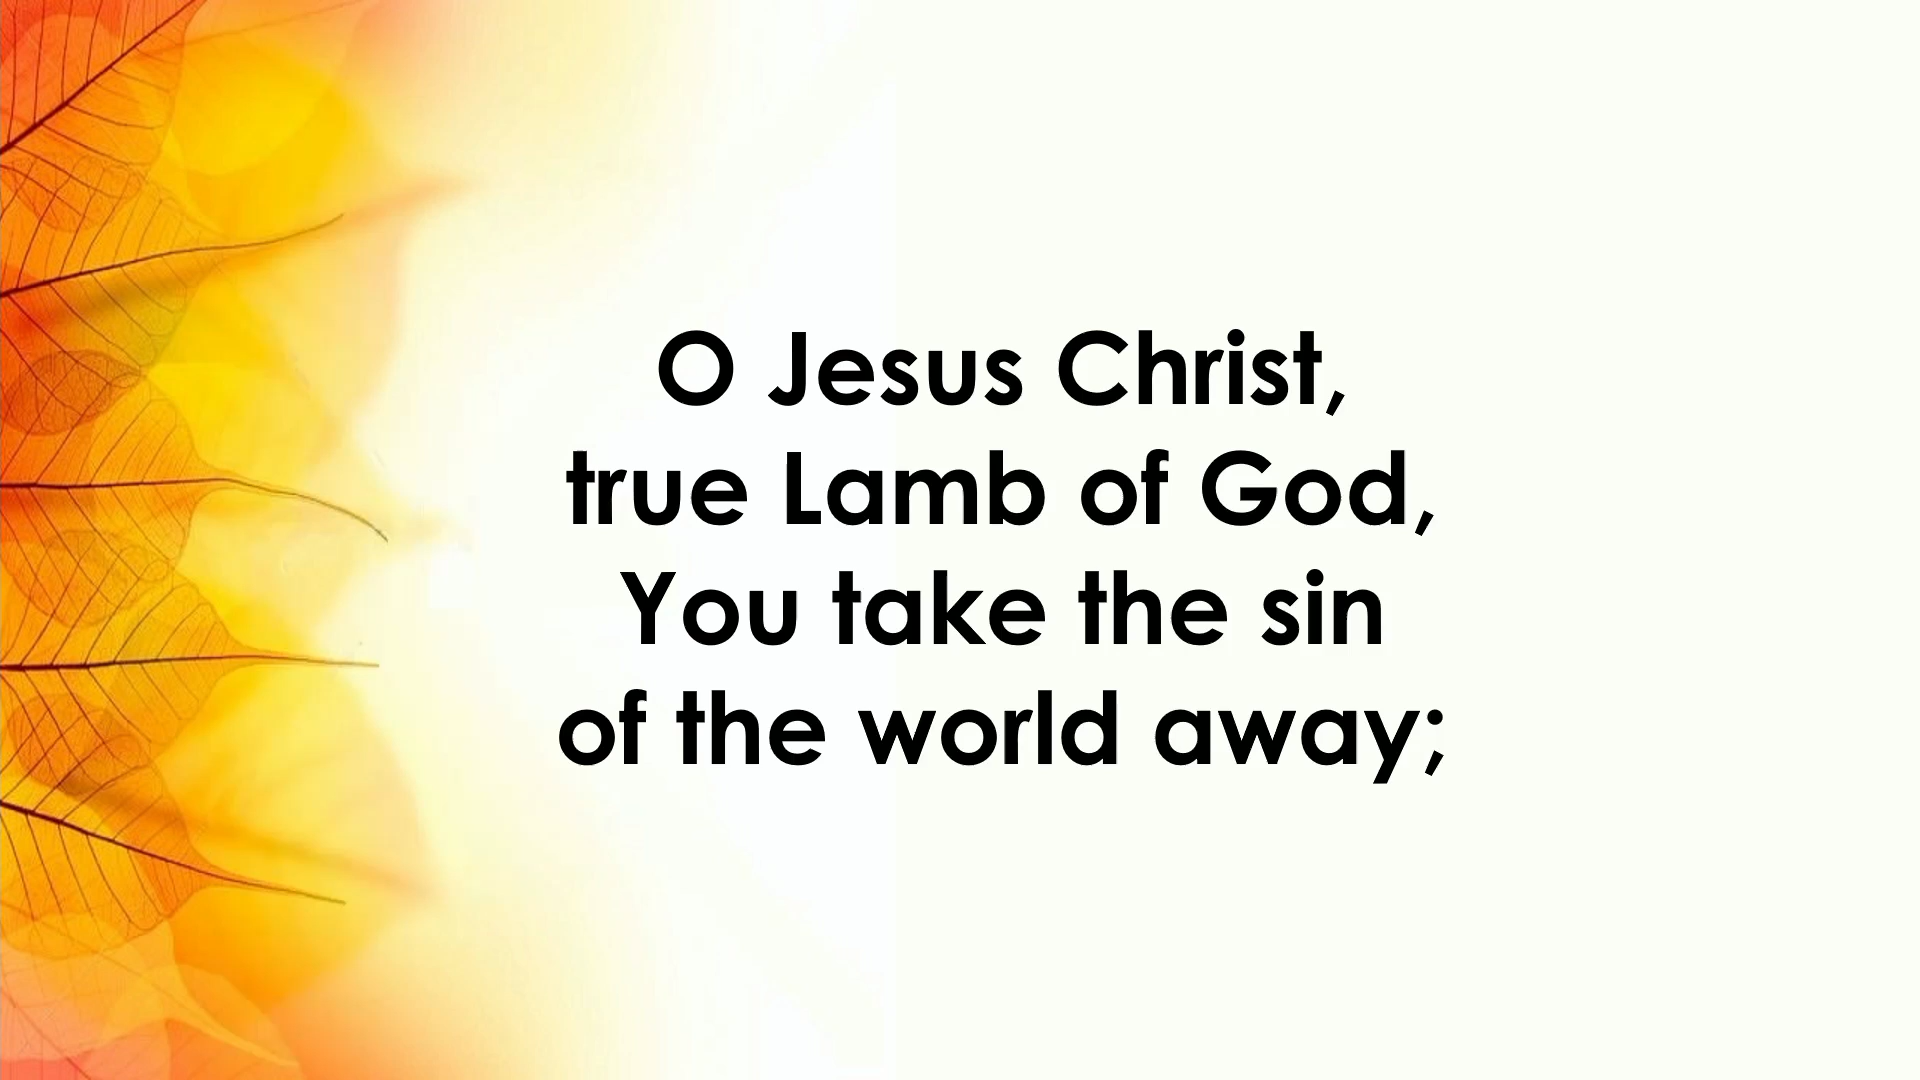 O Jesus Christ,
true Lamb of God,
You take the sin
of the world away;